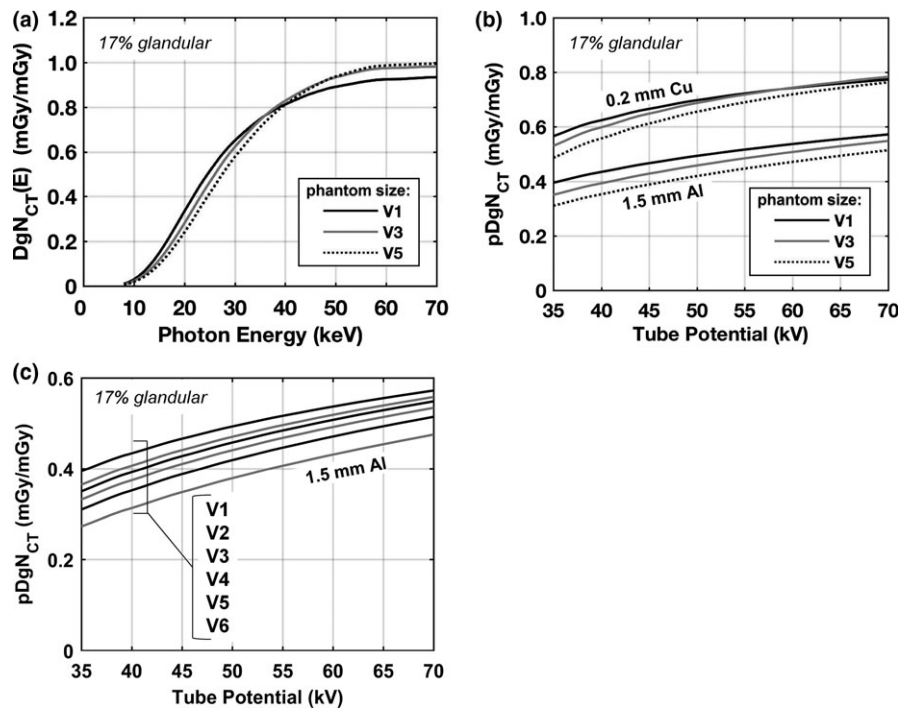 (a)
1.2
1.0
0.8
0.6
0.4
0.2
0
DgN_CT(E) (mGy/mGy)
17% glandular
phantom size:
V1
V3
V5
0 10 20 30 40 50 60 70
Photon Energy (keV)
(b)
1.0
0.8
0.6
0.4
0.2
0
pDgN_CT (mGy/mGy)
17% glandular
0.2 mm Cu
1.5 mm Al
phantom size:
V1
V3
V5
35 40 45 50 55 60 65 70
Tube Potential (kV)
(c)
0.6
0.4
0.2
0
pDgN_CT (mGy/mGy)
17% glandular
1.5 mm Al
V1
V2
V3
V4
V5
V6
35 40 45 50 55 60 65 70
Tube Potential (kV)